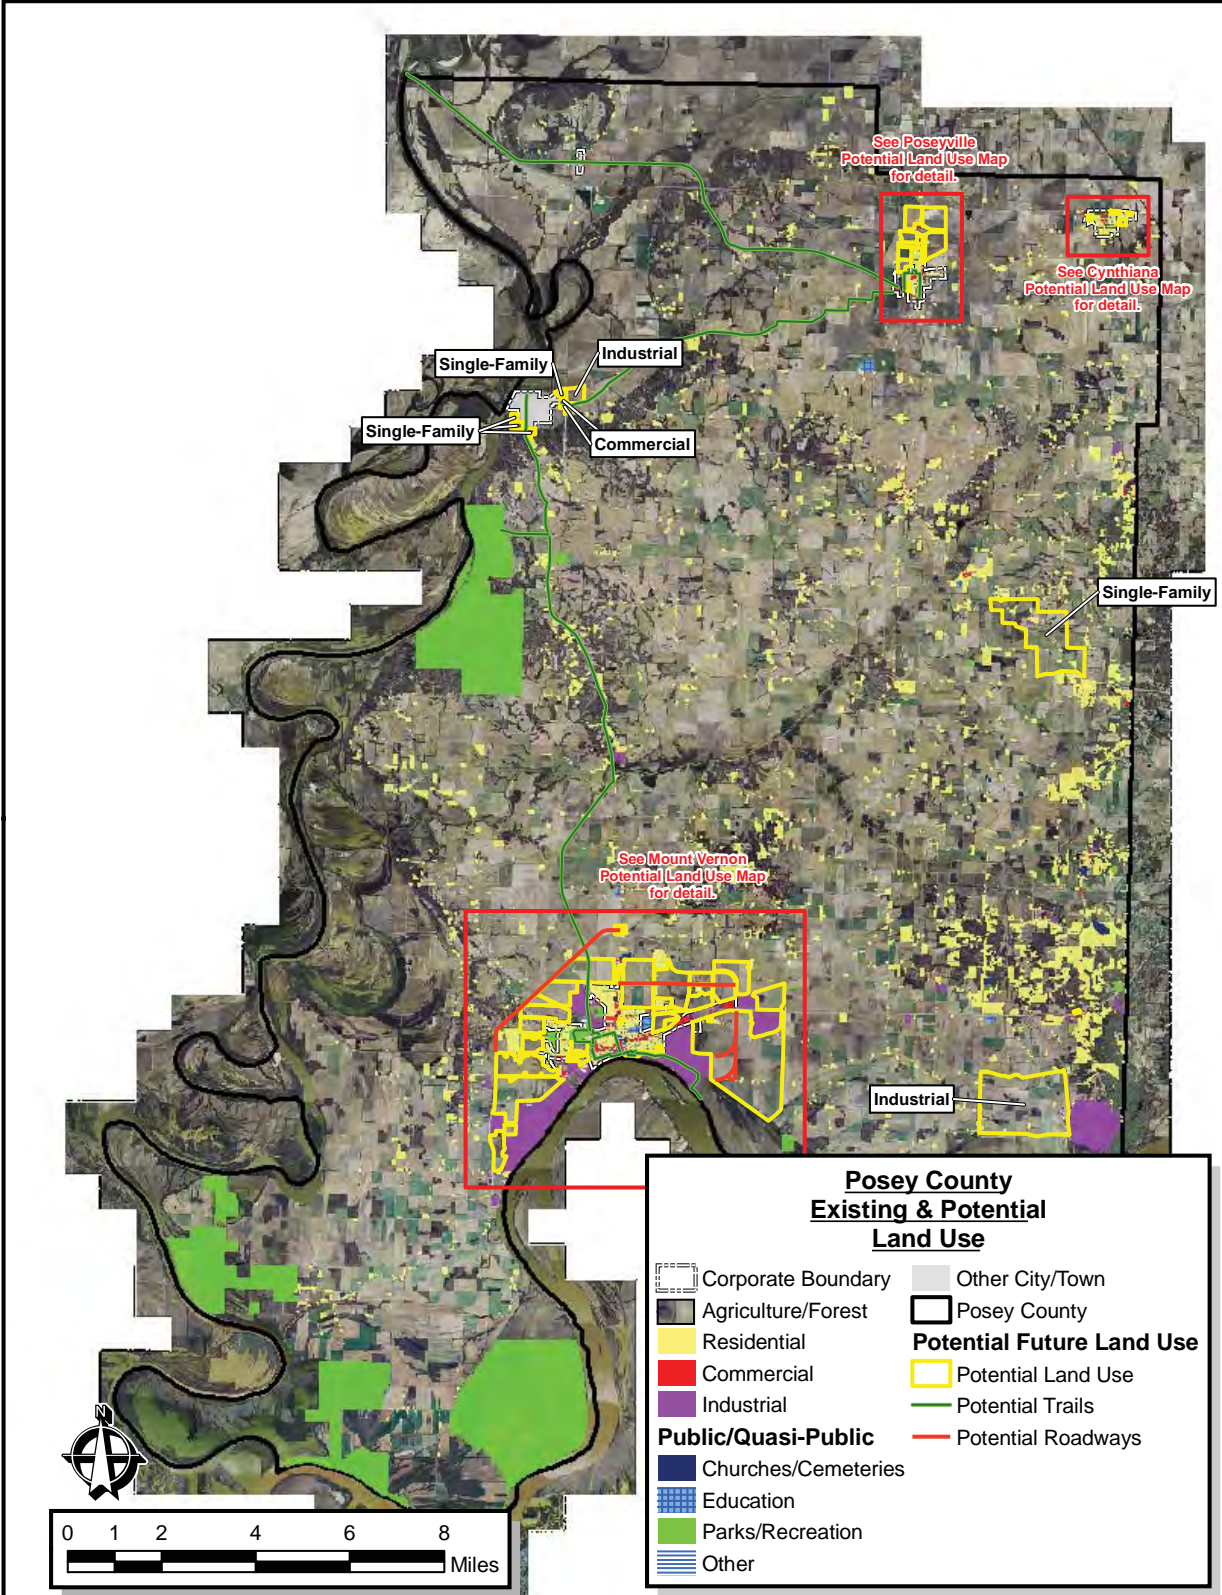 See Poseyville
Potential Land Use Map
for detail.
See Cynthiana
Potential Land Use Map
for detail.
Single-Family
Industrial
Single-Family
Commercial
Single-Family
See Mount Vernon
Potential Land Use Map
for detail.
Industrial
Posey County
Existing & Potential
Land Use
Corporate Boundary
Agriculture/Forest
Residential
Commercial
Industrial
Public/Quasi-Public
Churches/Cemeteries
Education
Parks/Recreation
Other
Other City/Town
Posey County
Potential Future Land Use
Potential Land Use
Potential Trails
Potential Roadways
N
0 1 2 4 6 8
Miles